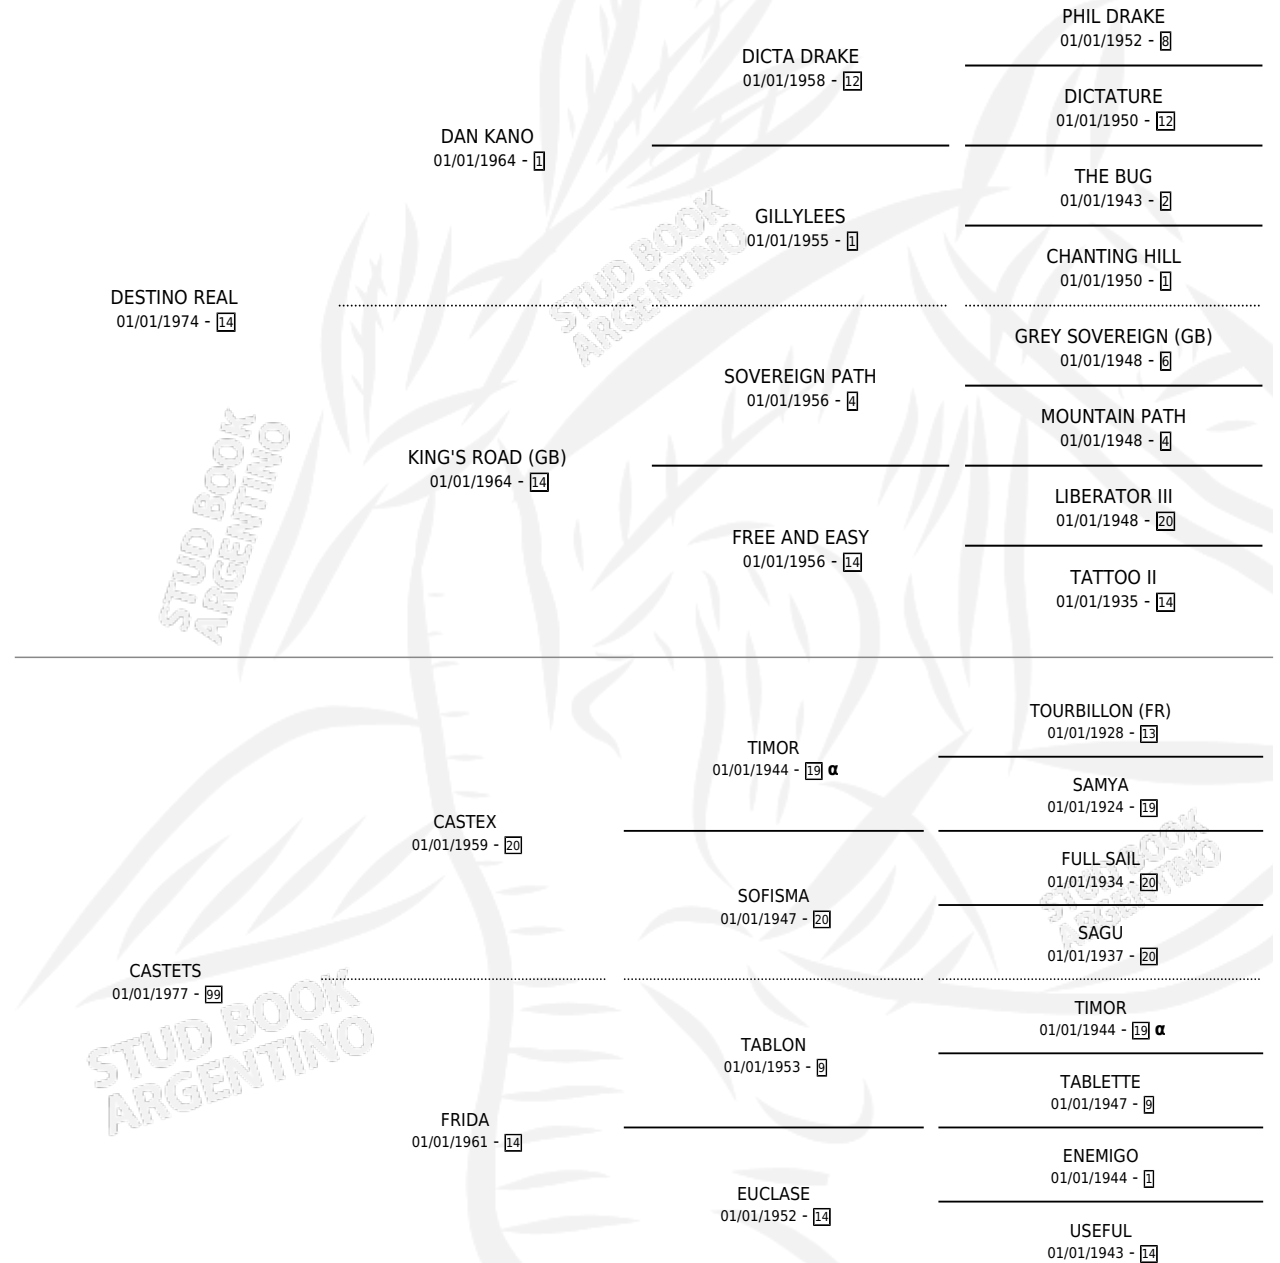 PHIL DRAKE
01/01/1952 - 8
DICTA DRAKE
01/01/1958 - 12
DICTATURE
01/01/1950 - 12
DAN KANO
01/01/1964 - 1
THE BUG
01/01/1943 - 2
GILLYLEES
01/01/1955 - 1
CHANTING HILL
01/01/1950 - 1
DESTINO REAL
01/01/1974 - 14
GREY SOVEREIGN (GB)
01/01/1948 - 6
SOVEREIGN PATH
01/01/1956 - 4
MOUNTAIN PATH
01/01/1948 - 4
KING'S ROAD (GB)
01/01/1964 - 14
LIBERATOR III
01/01/1948 - 20
FREE AND EASY
01/01/1956 - 14
TATTOO II
01/01/1935 - 14
TOURBILLON (FR)
01/01/1928 - 13
TIMOR
01/01/1944 - 19 α
SAMYA
01/01/1924 - 19
CASTEX
01/01/1959 - 20
FULL SAIL
01/01/1934 - 20
SOFISMA
01/01/1947 - 20
SAGU
01/01/1937 - 20
CASTETS
01/01/1977 - 99
TIMOR
01/01/1944 - 19 α
TABLON
01/01/1953 - 9
TABLETTE
01/01/1947 - 9
FRIDA
01/01/1961 - 14
ENEMIGO
01/01/1944 - 1
EUCLASE
01/01/1952 - 14
USEFUL
01/01/1943 - 14
STUD BOOK
ARGENTINO
STUD BOOK
ARGENTINO
STUD BOOK
ARGENTINO
STUD BOOK
ARGENTINO